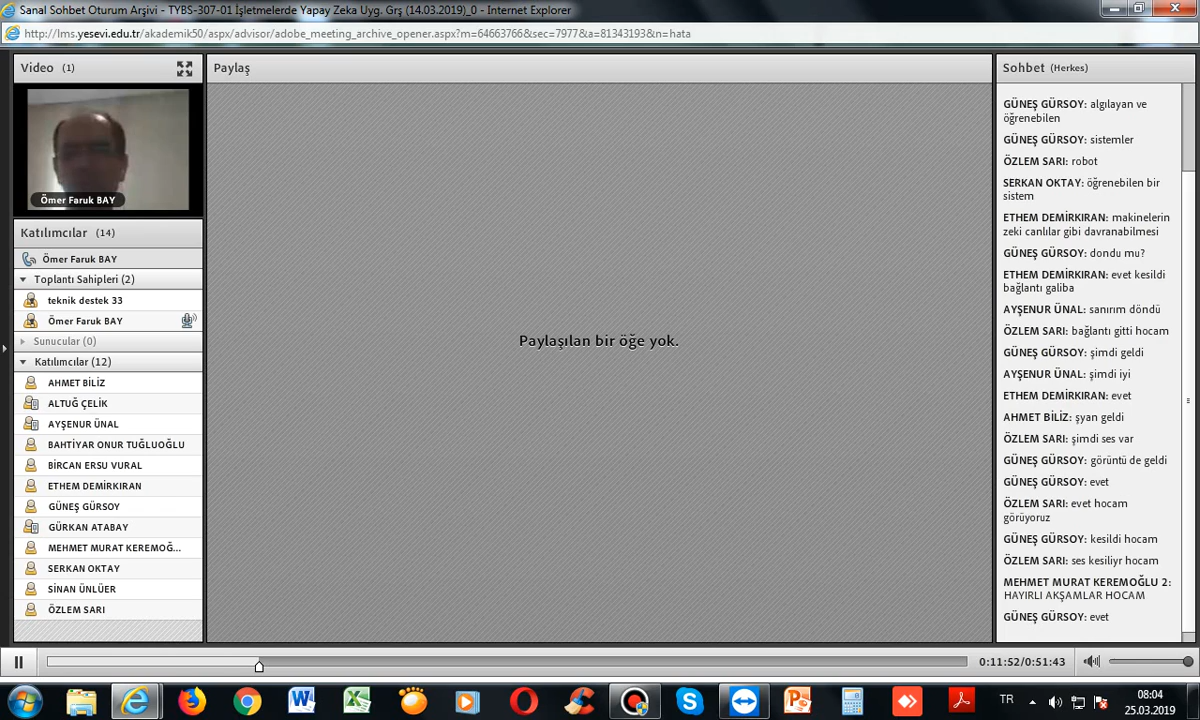 Sanal Sohbet Oturum Arşivi - TYBS-307-01 İşletmelerde Yapay Zeka Uyg. Grş (14.03.2019)_0 - Internet Explorer
http://lms.yesevi.edu.tr/akademik50/aspx/advisor/adobe_meeting_archive_opener.aspx?m=64663766&sec=7977&a=81343193&n=hata
Video (1)
Ömer Faruk BAY
Katılımcılar (14)
Ömer Faruk BAY
Toplantı Sahipleri (2)
teknik destek 33
Ömer Faruk BAY
Sunucular (0)
Katılımcılar (12)
AHMET BİLİZ
ALTUĞ ÇELİK
AYŞENUR ÜNAL
BAHTİYAR ONUR TUĞLUOĞLU
BİRCAN ERSU VURAL
ETHEM DEMİRKIRAN
GÜNEŞ GÜRSOY
GÜRKAN ATABAY
MEHMET MURAT KEREMOĞ...
SERKAN OKTAY
SİNAN ÜNLÜER
ÖZLEM SARI
Paylaş
Paylaşılan bir öğe yok.
Sohbet (Herkes)
GÜNEŞ GÜRSOY: algılayan ve
öğrenebilen
GÜNEŞ GÜRSOY: sistemler
ÖZLEM SARI: robot
SERKAN OKTAY: öğrenebilen bir
sistem
ETHEM DEMİRKIRAN: makinelerin
zeki canlılar gibi davranabilmesi
GÜNEŞ GÜRSOY: dondu mu?
ETHEM DEMİRKIRAN: evet kesildi
bağlantı galiba
AYŞENUR ÜNAL: sanırım döndü
ÖZLEM SARI: bağlantı gitti hocam
GÜNEŞ GÜRSOY: şimdi geldi
AYŞENUR ÜNAL: şimdi iyi
ETHEM DEMİRKIRAN: evet
AHMET BİLİZ: şyan geldi
ÖZLEM SARI: şimdi ses var
GÜNEŞ GÜRSOY: görüntü de geldi
GÜNEŞ GÜRSOY: evet
ÖZLEM SARI: evet hocam
görüyoruz
GÜNEŞ GÜRSOY: kesildi hocam
ÖZLEM SARI: ses kesiliyr hocam
MEHMET MURAT KEREMOĞLU 2:
HAYIRLI AKŞAMLAR HOCAM
GÜNEŞ GÜRSOY: evet
0:11:52/0:51:43
TR
08:04
25.03.2019